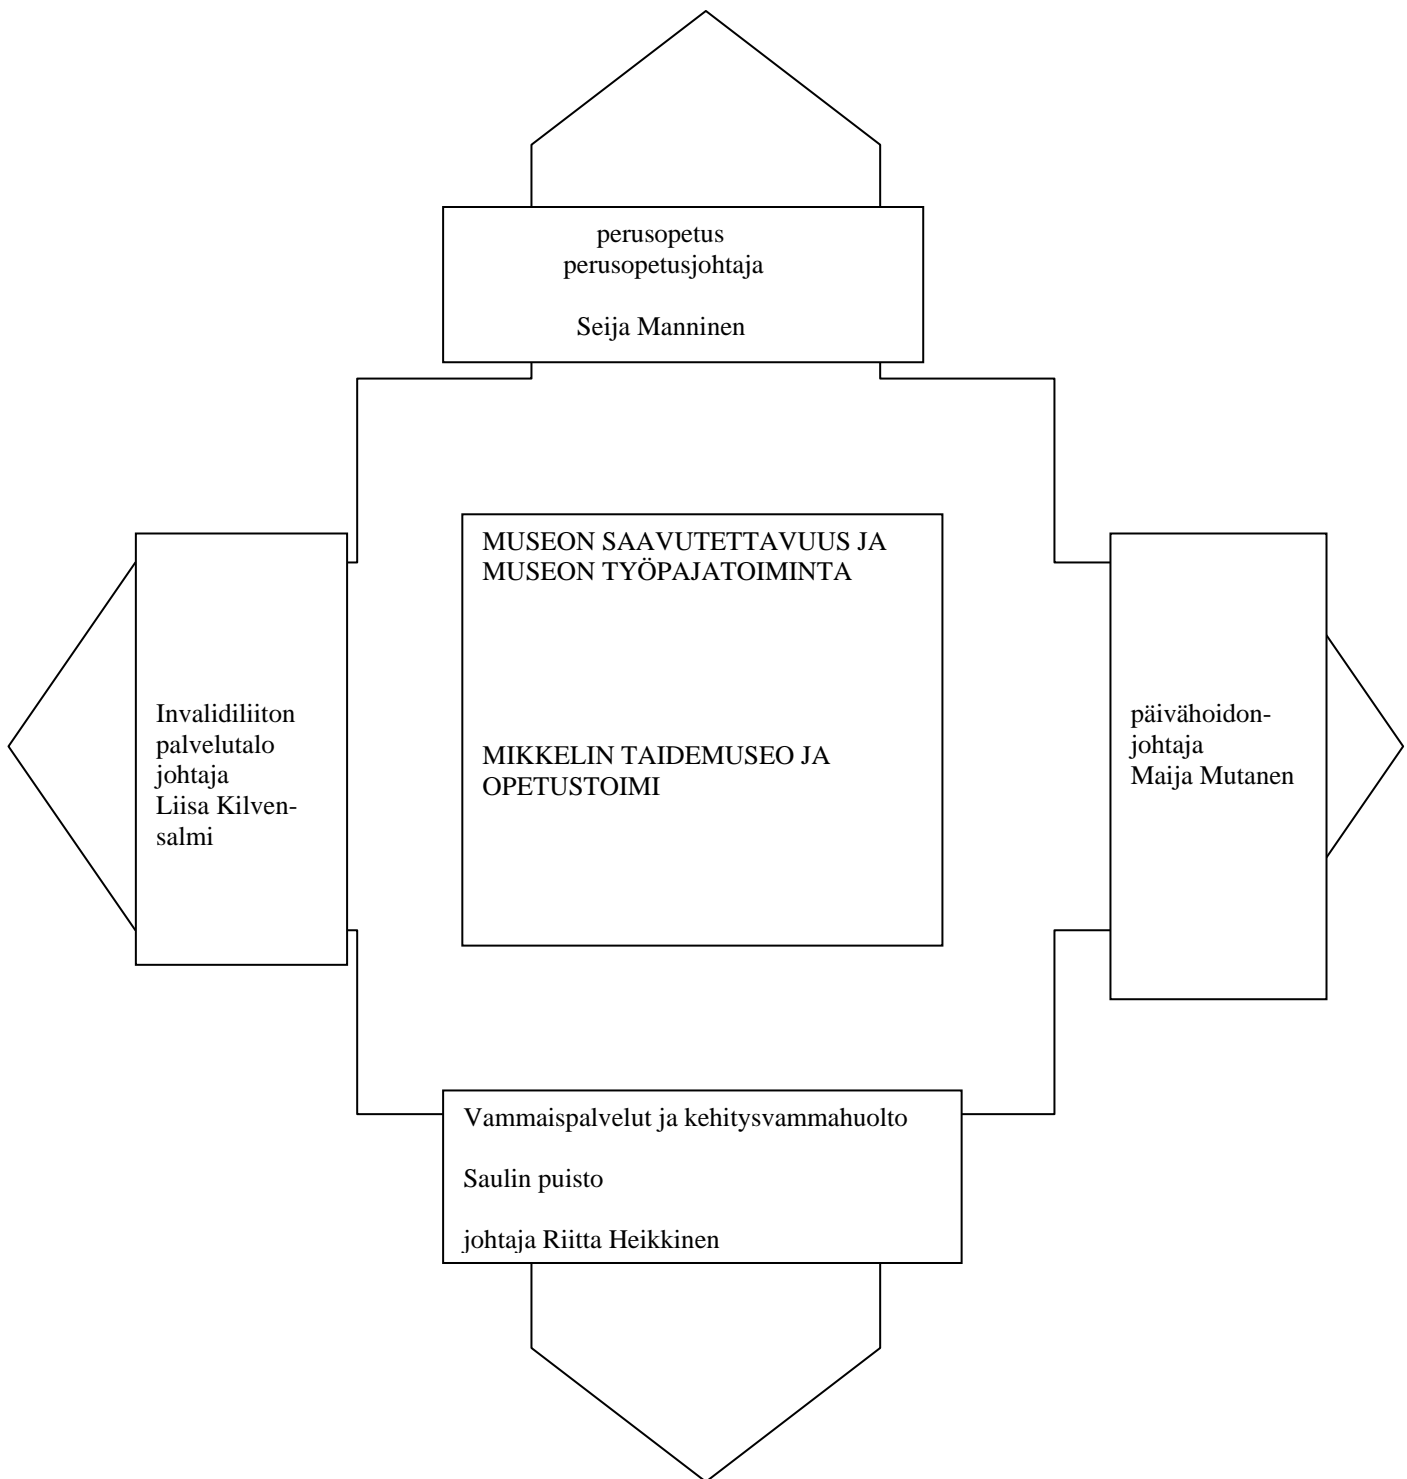 perusopetus
perusopetusjohtaja
Seija Manninen
MUSEON SAAVUTETTAVUUS JA
MUSEON TYÖPAJATOIMINTA
MIKKELIN TAIDEMUSEO JA
OPETUSTOIMI
Invalidiliiton
palvelutalo
johtaja
Liisa Kilven-
salmi
päivähoidon-
johtaja
Maija Mutanen
Vammaispalvelut ja kehitysvammahuolto
Saulin puisto
johtaja Riitta Heikkinen